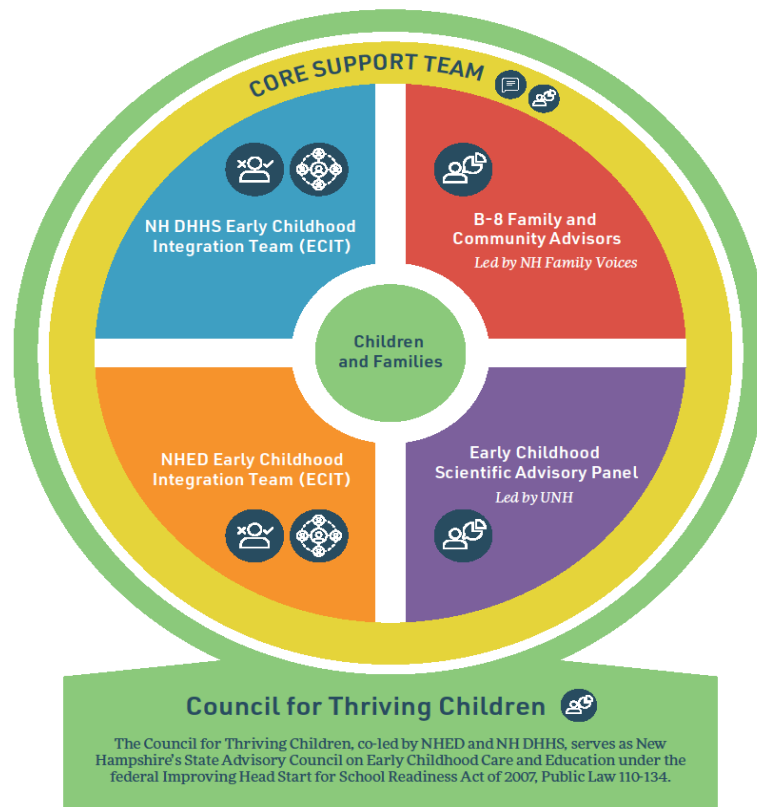 CORE SUPPORT TEAM
NH DHHS Early Childhood
Integration Team (ECIT)
B-8 Family and
Community Advisors
Led by NH Family Voices
Children
and Families
NHED Early Childhood
Integration Team (ECIT)
Early Childhood
Scientific Advisory Panel
Led by UNH
Council for Thriving Children
The Council for Thriving Children, co-led by NHED and NH DHHS, serves as New
Hampshire's State Advisory Council on Early Childhood Care and Education under the
federal Improving Head Start for School Readiness Act of 2007, Public Law 110-134.